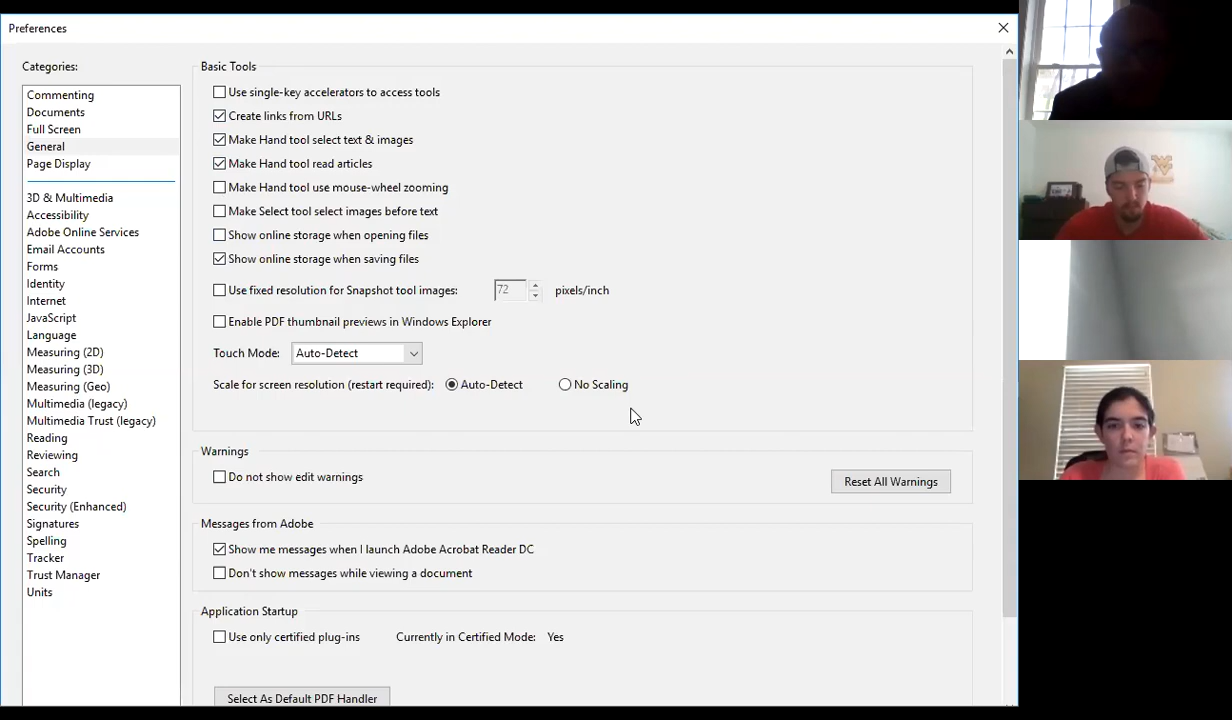 Preferences
Categories:
Commenting
Documents
Full Screen
General
Page Display
3D & Multimedia
Accessibility
Adobe Online Services
Email Accounts
Forms
Identity
Internet
JavaScript
Language
Measuring (2D)
Measuring (3D)
Measuring (Geo)
Multimedia (legacy)
Multimedia Trust (legacy)
Reading
Reviewing
Search
Security
Security (Enhanced)
Signatures
Spelling
Tracker
Trust Manager
Units
Basic Tools
Use single-key accelerators to access tools
Create links from URLs
Make Hand tool select text & images
Make Hand tool read articles
Make Hand tool use mouse-wheel zooming
Make Select tool select images before text
Show online storage when opening files
Show online storage when saving files
Use fixed resolution for Snapshot tool images: 72 pixels/inch
Enable PDF thumbnail previews in Windows Explorer
Touch Mode: Auto-Detect
Scale for screen resolution (restart required): Auto-Detect No Scaling
Warnings
Do not show edit warnings Reset All Warnings
Messages from Adobe
Show me messages when I launch Adobe Acrobat Reader DC
Don't show messages while viewing a document
Application Startup
Use only certified plug-ins Currently in Certified Mode: Yes
Select As Default PDF Handler